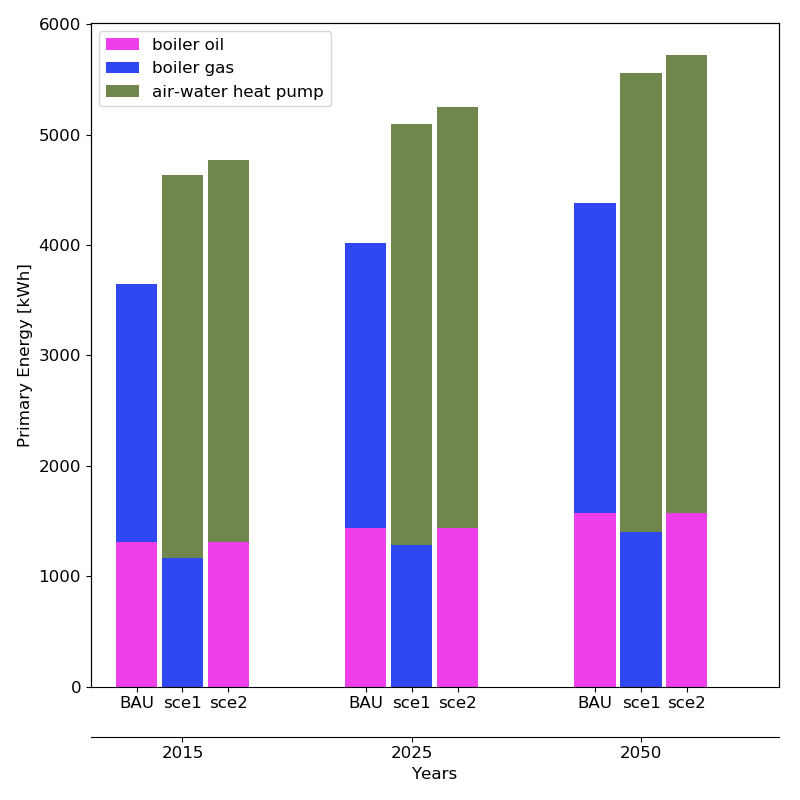 6000
5000
4000
3000
2000
1000
0
Primary Energy [kWh]
boiler oil
boiler gas
air-water heat pump
BAU sce1 sce2 BAU sce1 sce2 BAU sce1 sce2
2015 2025 2050
Years